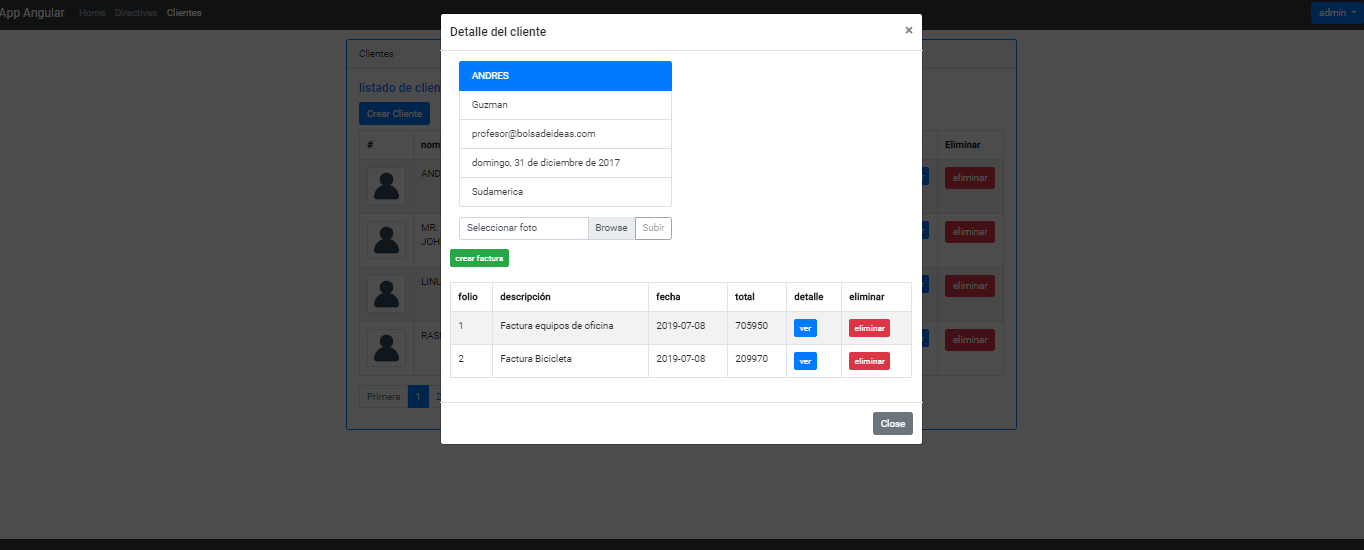 App Angular Home Directivas Clientes admin
Detalle del cliente ×
Clientes
ANDRES
listado de clien
Guzman
Crear Cliente
profesor@bolsadeideas.com
# nom Eliminar
domingo, 31 de diciembre de 2017
AND eliminar
Sudamerica
Seleccionar foto Browse Subir
MR. eliminar
JOH
crear factura
LINU eliminar
folio descripción fecha total detalle eliminar
1 Factura equipos de oficina 2019-07-08 705950 ver eliminar
RAS eliminar
2 Factura Bicicleta 2019-07-08 209970 ver eliminar
Primera 1 2
Close